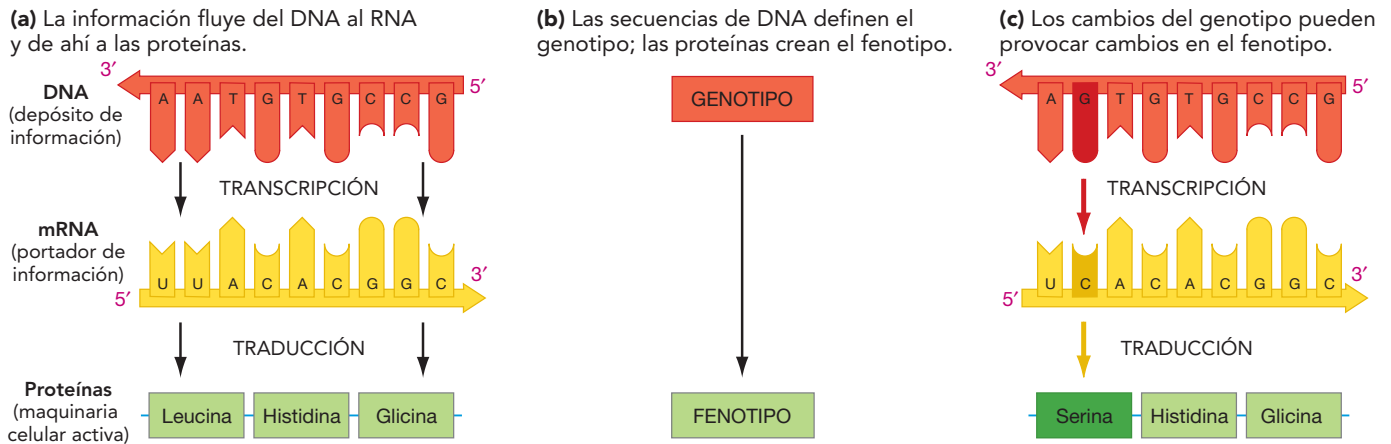 (a) La información fluye del DNA al RNA
y de ahí a las proteínas.
3′
5′
DNA
(depósito de
información)
A A T G T G C C G
TRANSCRIPCIÓN
mRNA
(portador de
información)
U U A C A C G G C
5′
3′
TRADUCCIÓN
Proteínas
(maquinaria
celular activa)
Leucina Histidina Glicina
(b) Las secuencias de DNA definen el
genotipo; las proteínas crean el fenotipo.
GENOTIPO
FENOTIPO
(c) Los cambios del genotipo pueden
provocar cambios en el fenotipo.
3′
5′
A G T G T G C C G
TRANSCRIPCIÓN
U C A C A C G G C
5′
3′
TRADUCCIÓN
Serina Histidina Glicina